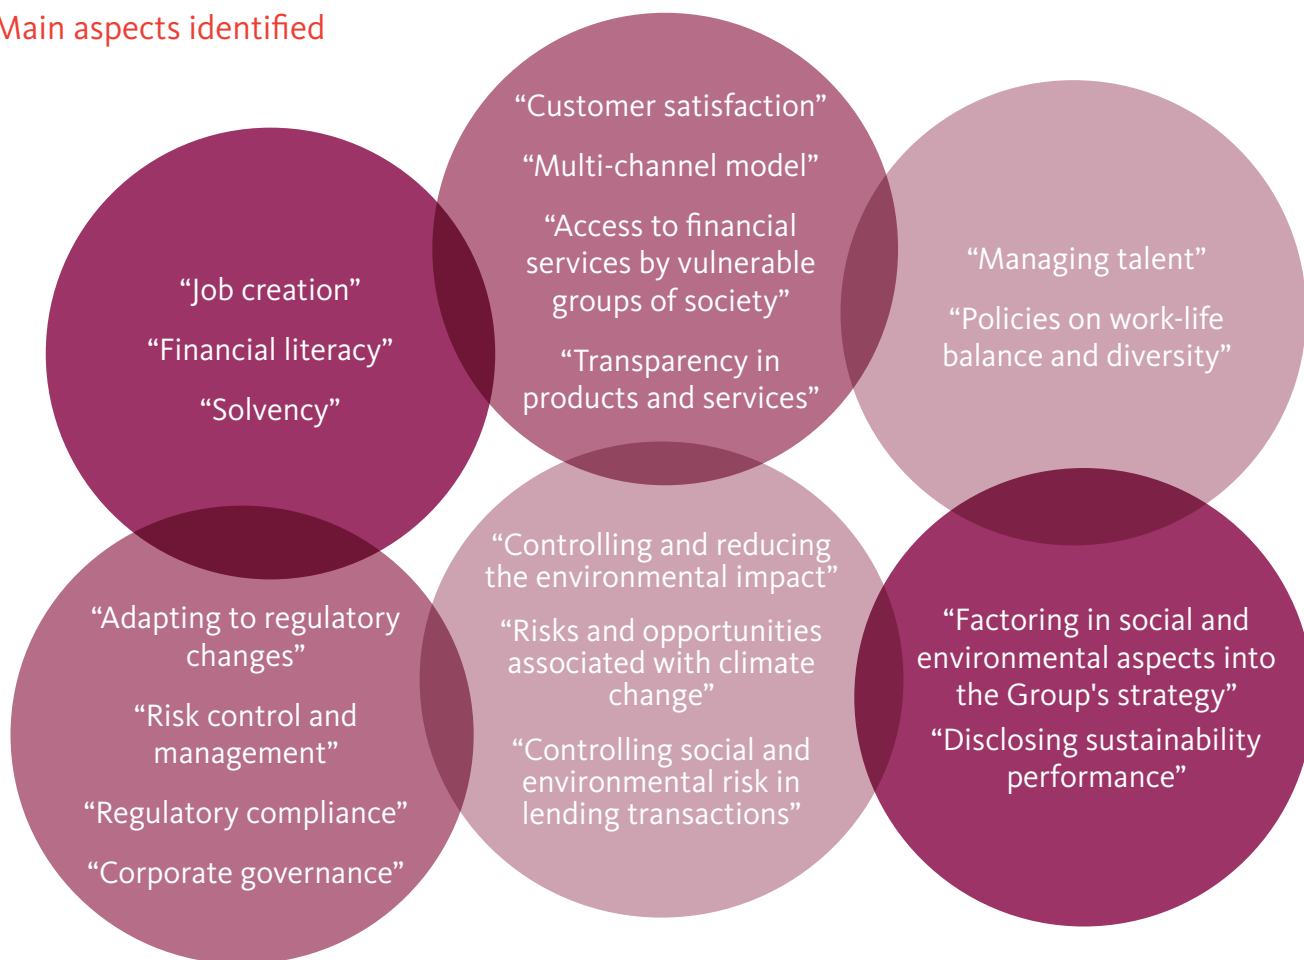 Main aspects identified
“Job creation”
“Financial literacy”
“Solvency”
“Customer satisfaction”
“Multi-channel model”
“Access to financial
services by vulnerable
groups of society”
“Transparency in
products and services”
“Managing talent”
“Policies on work-life
balance and diversity”
“Adapting to regulatory
changes”
“Risk control and
management”
“Regulatory compliance”
“Corporate governance”
“Controlling and reducing
the environmental impact”
“Risks and opportunities
associated with climate
change”
“Controlling social and
environmental risk in
lending transactions”
“Factoring in social and
environmental aspects into
the Group's strategy”
“Disclosing sustainability
performance”